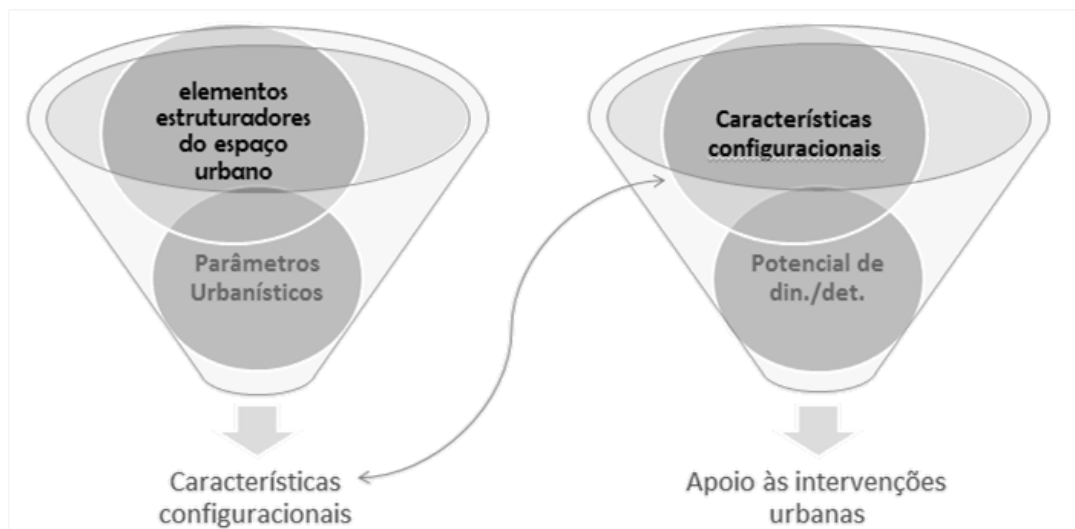 elementos
estruturadores
do espaço
urbano
Parâmetros
Urbanísticos
Características
configuracionais
Características
configuracionais
Potencial de
din./det.
Apoio às intervenções
urbanas